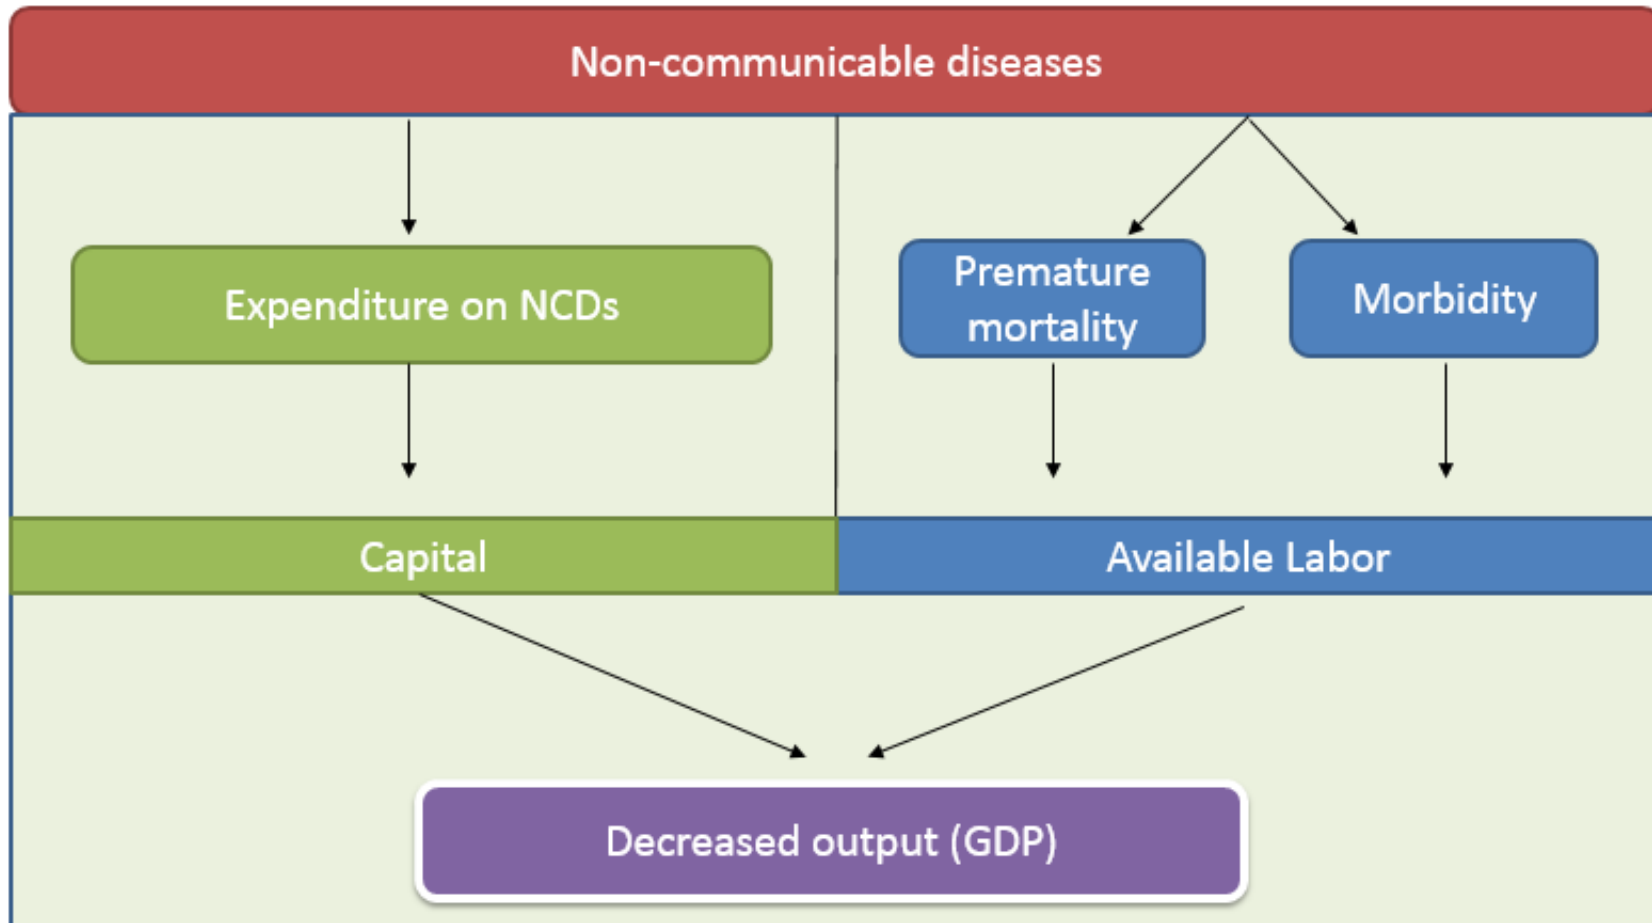 Non-communicable diseases
Expenditure on NCDs
Premature
mortality
Morbidity
Capital
Available Labor
Decreased output (GDP)